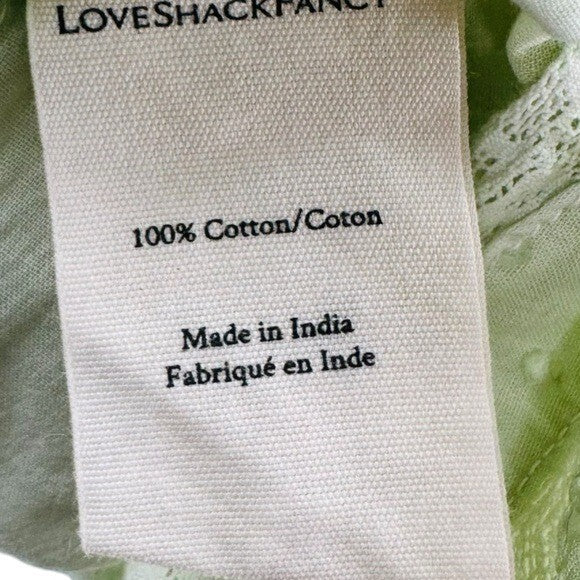 LOVESHACKFANCY
100% Cotton/Coton
Made in India
Fabriqué en Inde